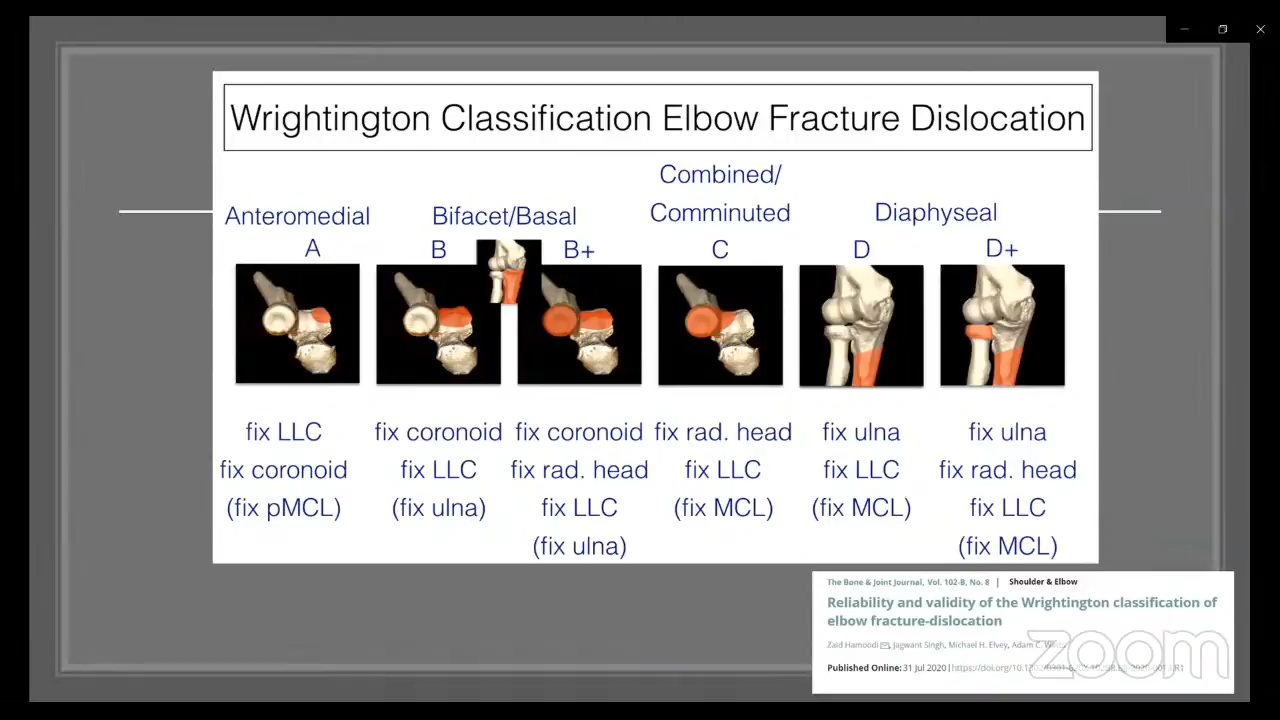 Wrightington Classification Elbow Fracture Dislocation
Anteromedial
A
Bifacet/Basal
B
B+
Combined/
Comminuted
C
Diaphyseal
D
D+
fix LLC
fix coronoid
(fix pMCL)
fix coronoid
fix LLC
(fix ulna)
fix coronoid
fix rad. head
fix LLC
(fix ulna)
fix rad. head
fix LLC
(fix MCL)
fix ulna
fix LLC
(fix MCL)
fix ulna
fix rad. head
fix LLC
(fix MCL)
The Bone & Joint Journal, Vol. 102-B, No. 8 | Shoulder & Elbow
Reliability and validity of the Wrightington classification of
elbow fracture-dislocation
Zaid Hamoodi, Jagwant Singh, Michael H. Elvey, Adam C.
Published Online: 31 Jul 2020 |
zoom